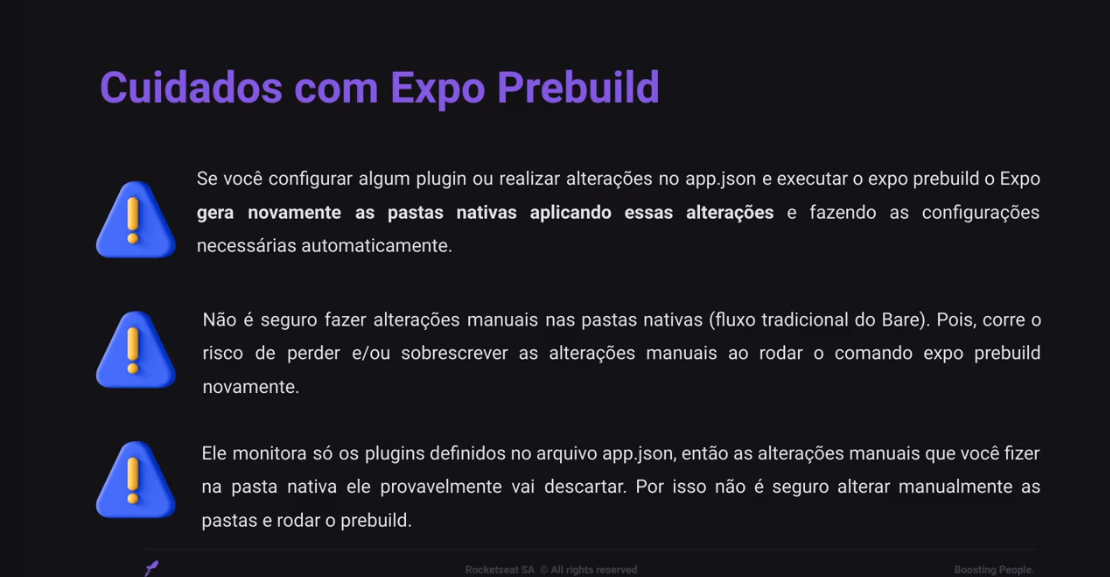 Cuidados com Expo Prebuild
Se você configurar algum plugin ou realizar alterações no app.json e executar o expo prebuild o Expo
gera novamente as pastas nativas aplicando essas alterações e fazendo as configurações
necessárias automaticamente.
Não é seguro fazer alterações manuais nas pastas nativas (fluxo tradicional do Bare). Pois, corre o
risco de perder e/ou sobrescrever as alterações manuais ao rodar o comando expo prebuild
novamente.
Ele monitora só os plugins definidos no arquivo app.json, então as alterações manuais que você fizer
na pasta nativa ele provavelmente vai descartar. Por isso não é seguro alterar manualmente as
pastas e rodar o prebuild.
Rocketseat SA © All rights reserved
Boosting People.